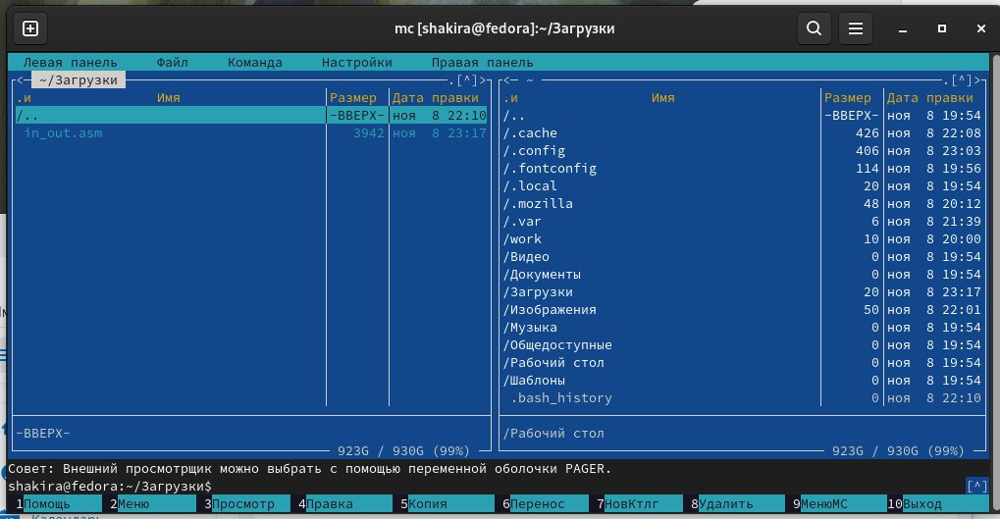 mc [shakira@fedora]:~/Загрузки
Левая панель Файл Команда Настройки Правая панель
<─ ~/Загрузки .[^]> <─ ~ .[^]>
.и Имя Размер Дата правки .и Имя Размер Дата правки
/.. -ВВЕРХ- ноя 8 22:10 /.. -ВВЕРХ- ноя 8 19:54
in_out.asm 3942 ноя 8 23:17 /.cache 426 ноя 8 22:08
/.config 406 ноя 8 23:03
/.fontconfig 114 ноя 8 19:56
/.local 20 ноя 8 19:54
/.mozilla 48 ноя 8 20:12
/.var 6 ноя 8 21:39
/work 10 ноя 8 20:00
/Видео 0 ноя 8 19:54
/Документы 0 ноя 8 19:54
/Загрузки 20 ноя 8 23:17
/Изображения 50 ноя 8 22:01
/Музыка 0 ноя 8 19:54
/Общедоступные 0 ноя 8 19:54
/Рабочий стол 0 ноя 8 19:54
/Шаблоны 0 ноя 8 19:54
.bash_history 0 ноя 8 22:10
-ВВЕРХ- /Рабочий стол
923G / 930G (99%) 923G / 930G (99%)
Совет: Внешний просмотрщик можно выбрать с помощью переменной оболочки PAGER.
shakira@fedora:~/Загрузки$ [^]
1Помощь 2Меню 3Просмотр 4Правка 5Копия 6Перенос 7НовКтлг 8Удалить 9МенюMC 10Выход